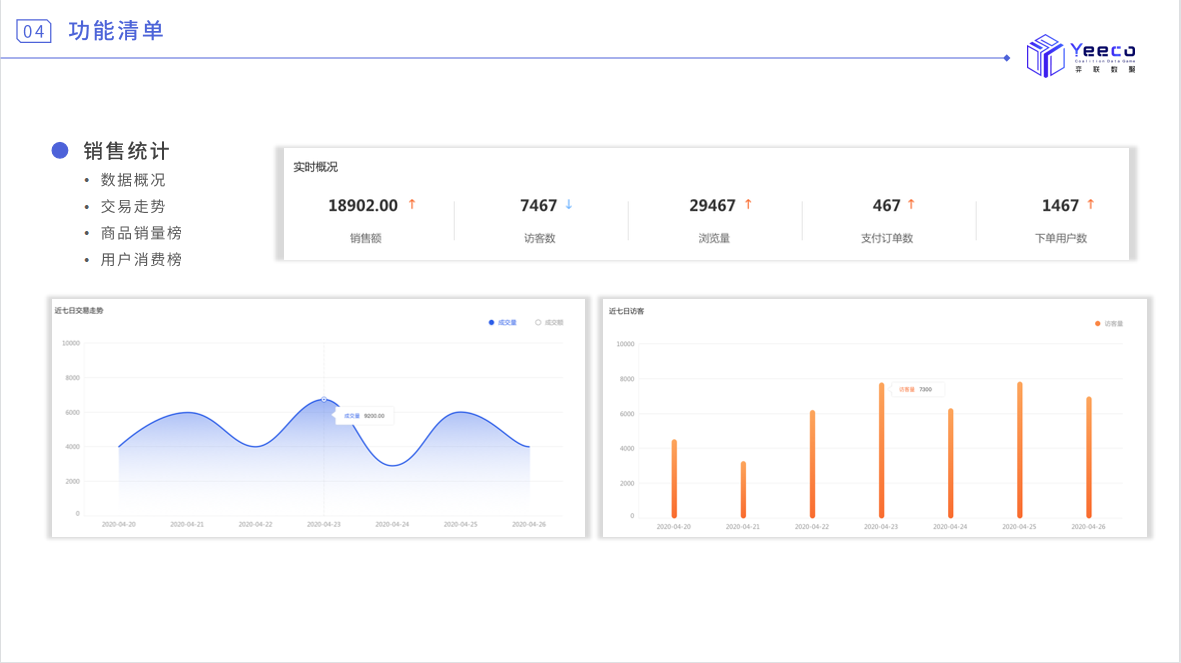 04 功能清单
Yeeco
Coalition Data Game
弈 联 数 据
销售统计
• 数据概况
• 交易走势
• 商品销量榜
• 用户消费榜
实时概况
18902.00 ↑ 7467 ↓ 29467 ↑ 467 ↑ 1467 ↑
销售额 访客数 浏览量 支付订单数 下单用户数
近七日交易走势
成交量 成交额
10000
8000
6000
4000
2000
0
成交量 9200.00
2020-04-20 2020-04-21 2020-04-22 2020-04-23 2020-04-24 2020-04-25 2020-04-26
近七日访客
访客量
10000
8000
6000
4000
2000
0
访客量 7300
2020-04-20 2020-04-21 2020-04-22 2020-04-23 2020-04-24 2020-04-25 2020-04-26